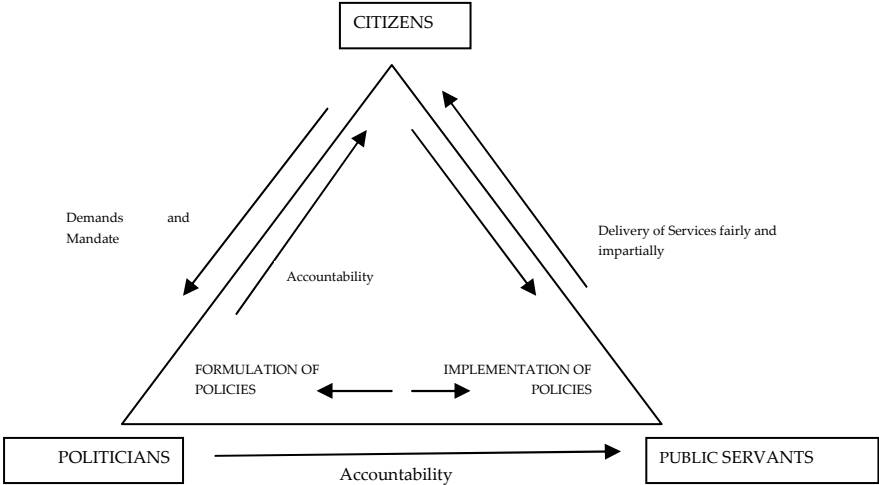 CITIZENS
Demands and
Mandate
Delivery of Services fairly and
impartially
Accountability
FORMULATION OF
POLICIES
IMPLEMENTATION OF
POLICIES
POLITICIANS
PUBLIC SERVANTS
Accountability